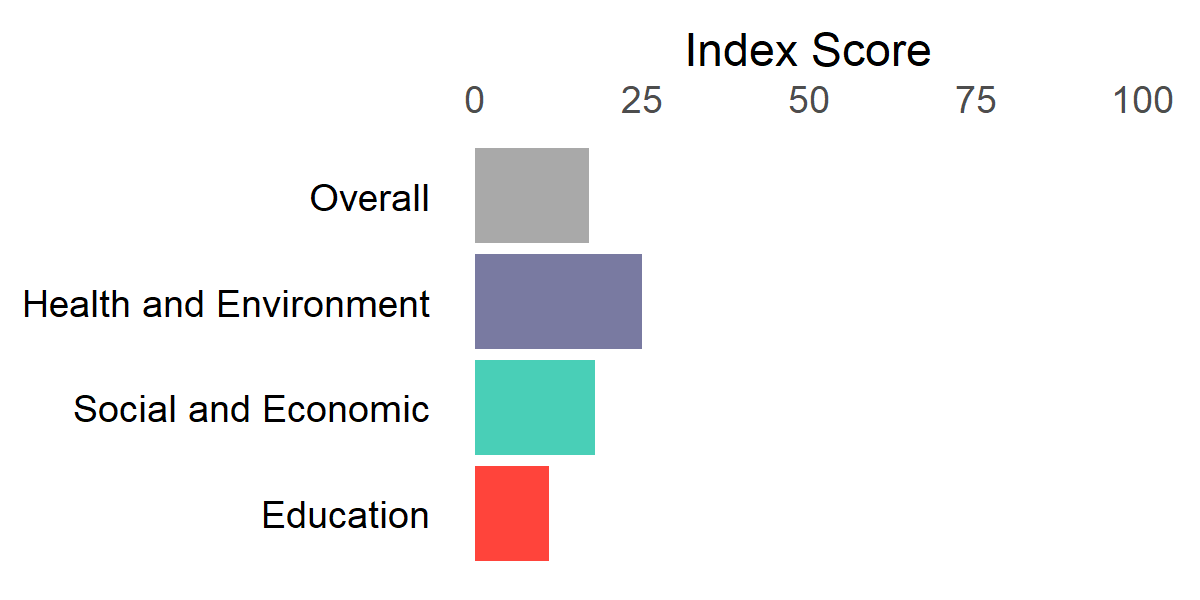 Index Score
0 25 50 75 100
Overall
Health and Environment
Social and Economic
Education